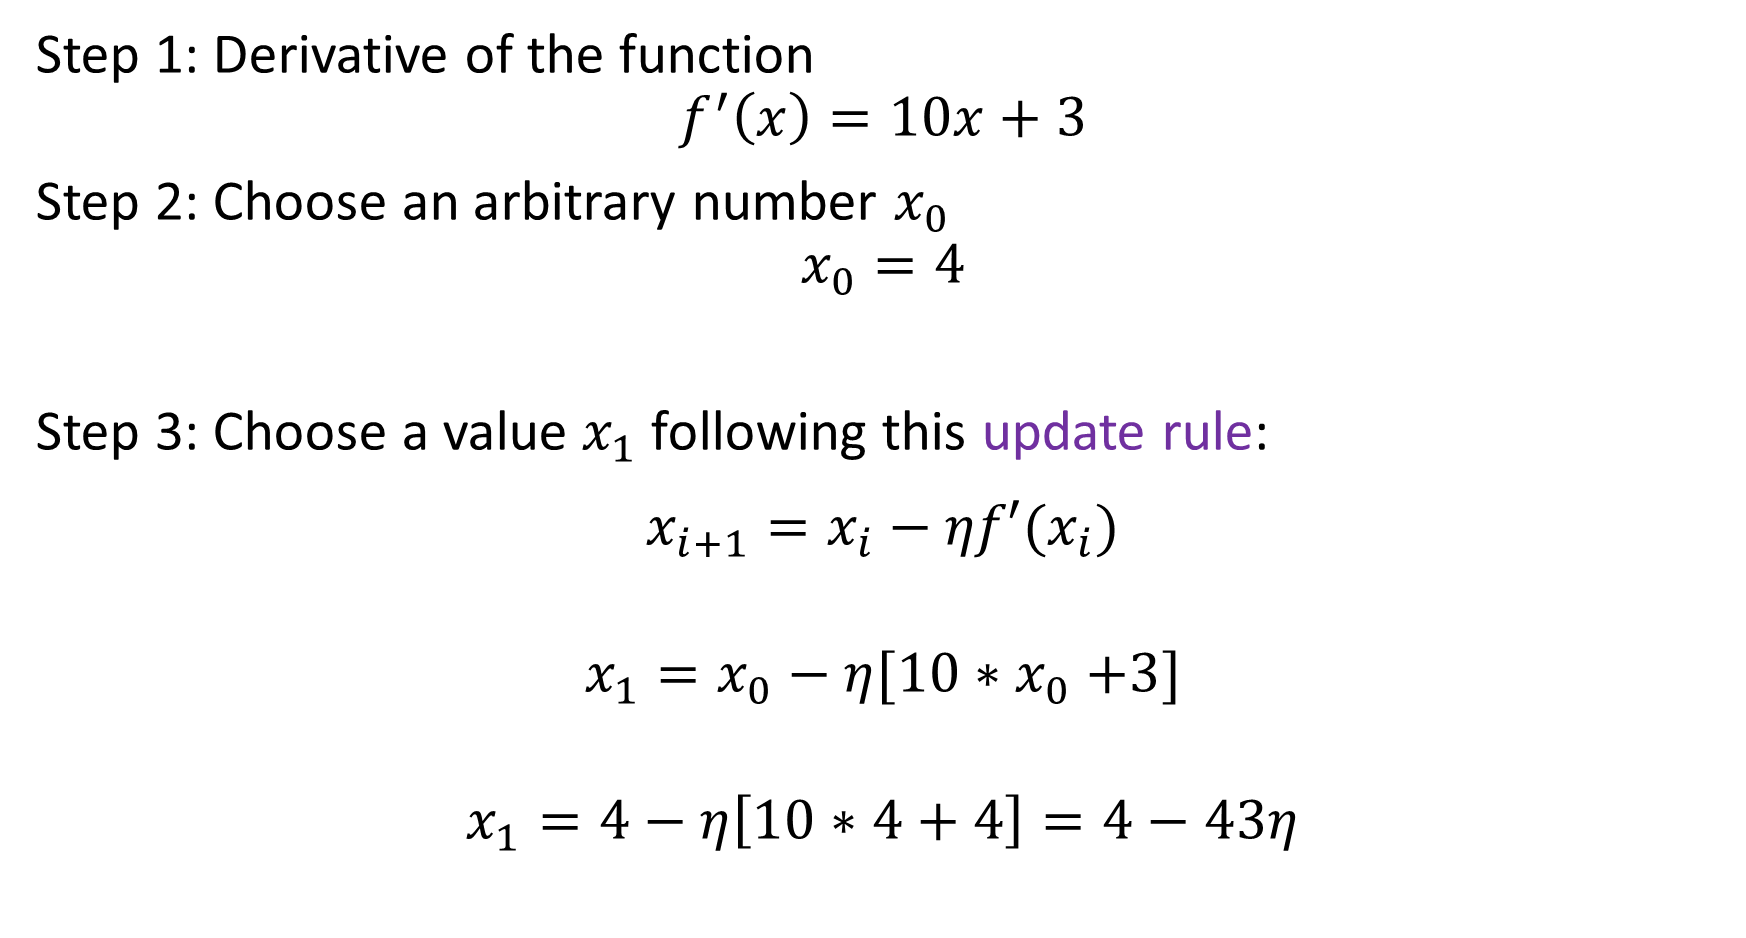 Step 1: Derivative of the function
f′(x) = 10x + 3
Step 2: Choose an arbitrary number x₀
x₀ = 4
Step 3: Choose a value x₁ following this update rule:
xᵢ₊₁ = xᵢ − ηf′(xᵢ)
x₁ = x₀ − η[10 * x₀ +3]
x₁ = 4 − η[10 * 4 + 4] = 4 − 43η